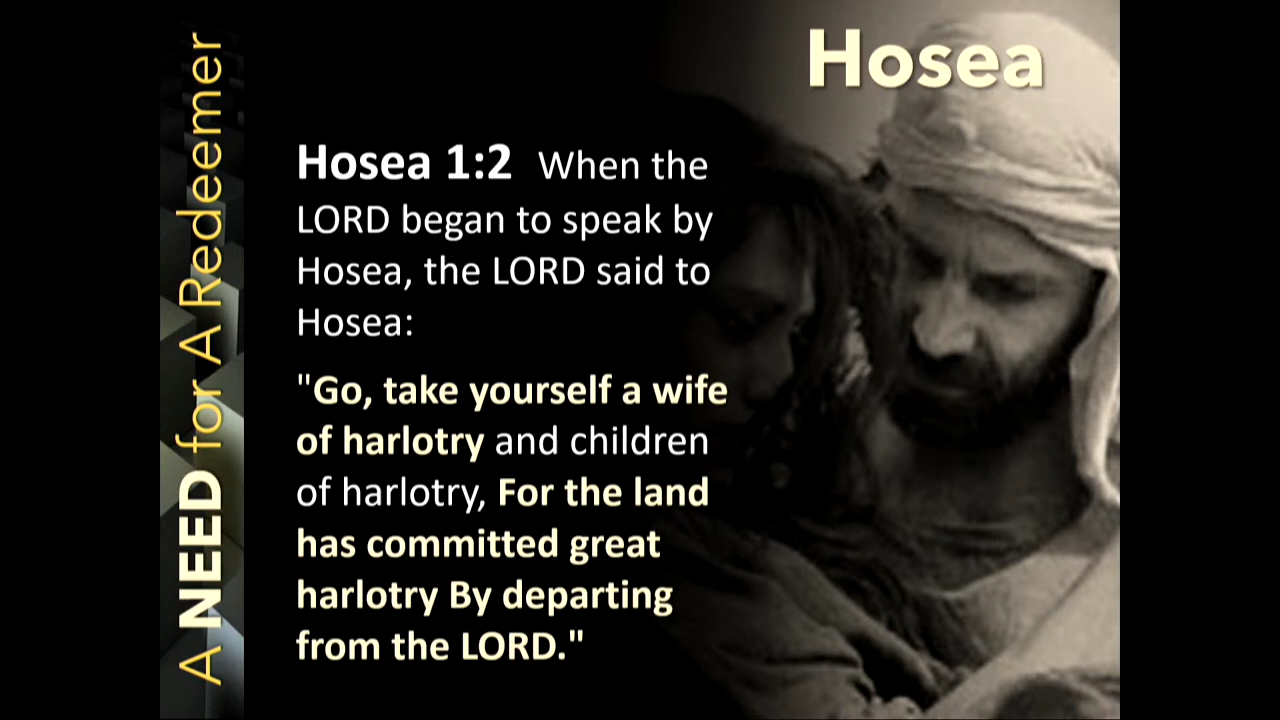 Hosea
A NEED for A Redeemer
Hosea 1:2 When the
LORD began to speak by
Hosea, the LORD said to
Hosea:
"Go, take yourself a wife
of harlotry and children
of harlotry, For the land
has committed great
harlotry By departing
from the LORD."